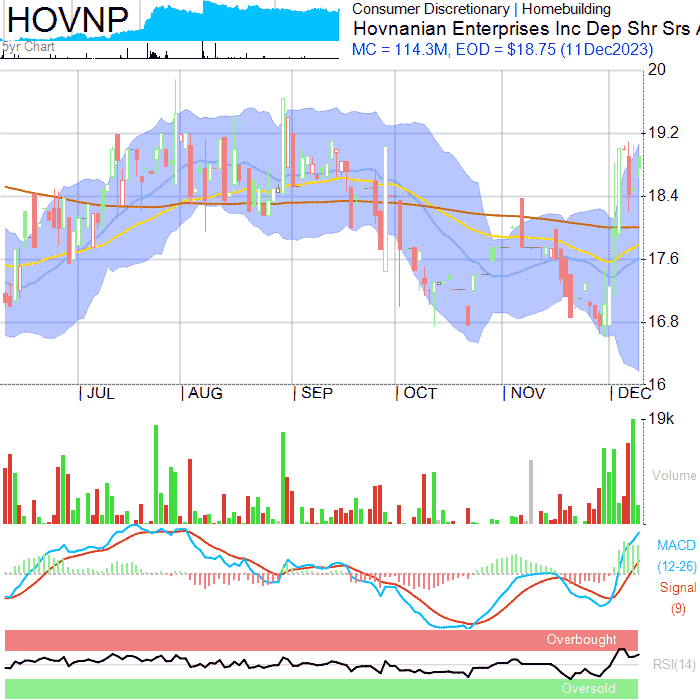 HOVNP
Consumer Discretionary | Homebuilding
Hovnanian Enterprises Inc Dep Shr Srs A
MC = 114.3M, EOD = $18.75 (11Dec2023)
5yr Chart
20
19.2
18.4
17.6
16.8
16
JUL AUG SEP OCT NOV DEC
19k
Volume
MACD
(12-26)
Signal
(9)
Overbought
RSI(14)
Oversold